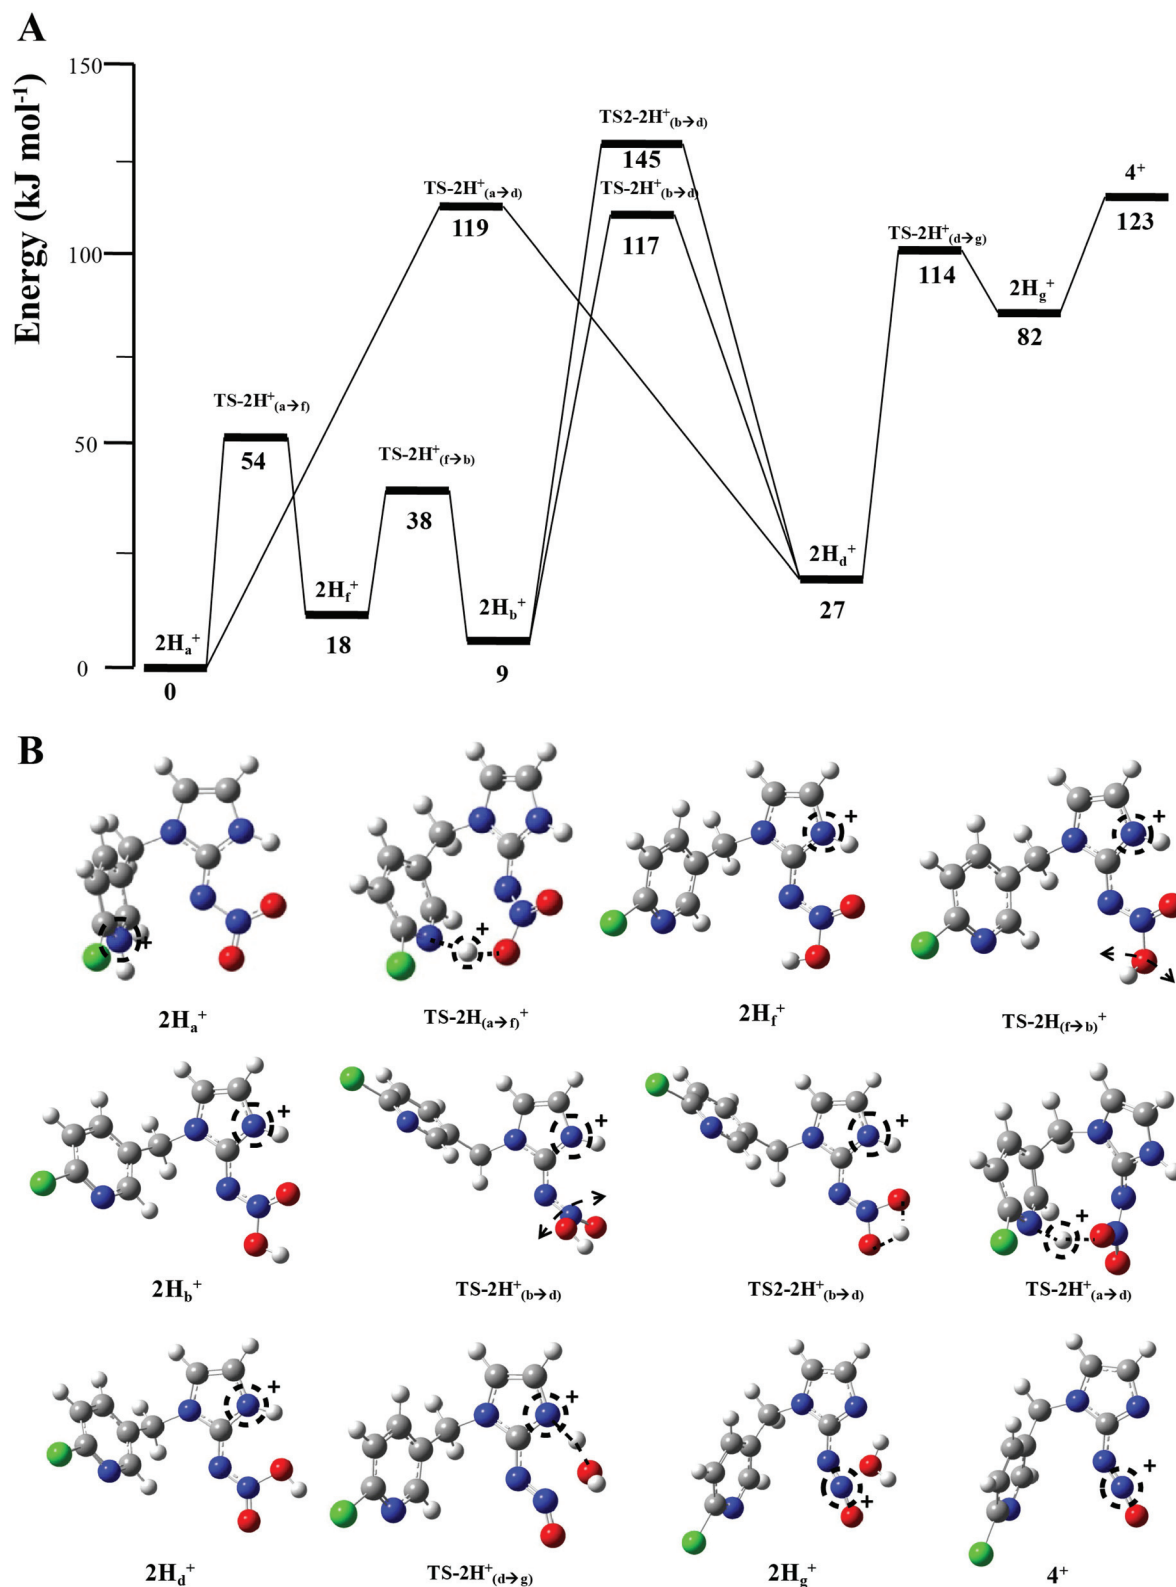 A
Energy (kJ mol⁻¹)
150
100
50
0
TS2-2H⁺(b→d)
145
TS-2H⁺(b→d)
117
TS-2H⁺(a→d)
119
4⁺
123
TS-2H⁺(d→g)
114
2Hg⁺
82
TS-2H⁺(a→f)
54
TS-2H⁺(f→b)
38
2Hf⁺
18
2Hb⁺
9
2Hd⁺
27
2Ha⁺
0
B
+ + + +
2Ha⁺ TS-2H(a→f)⁺ 2Hf⁺ TS-2H(f→b)⁺
+ + + +
2Hb⁺ TS-2H⁺(b→d) TS2-2H⁺(b→d) TS-2H⁺(a→d)
+ + + +
2Hd⁺ TS-2H⁺(d→g) 2Hg⁺ 4⁺